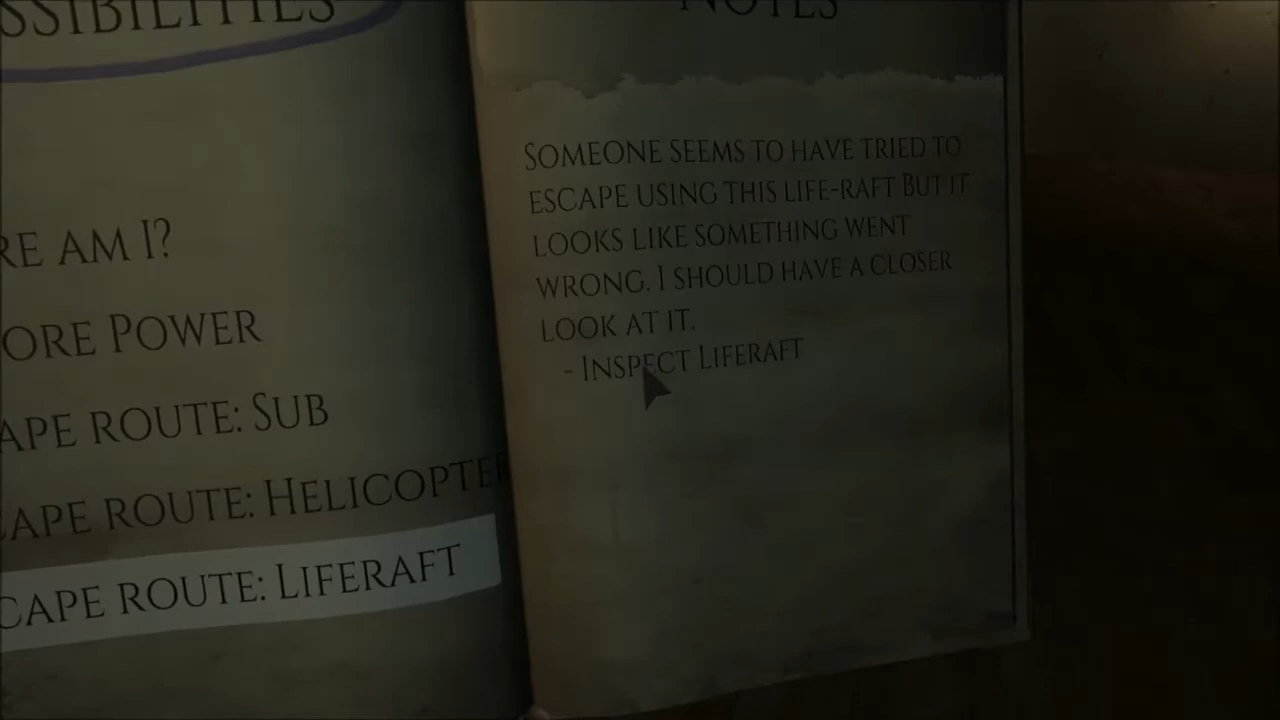 SSIBILITIES
RE AM I?
ORE POWER
APE ROUTE: SUB
CAPE ROUTE: HELICOPTER
CAPE ROUTE: LIFERAFT
NOTES
SOMEONE SEEMS TO HAVE TRIED TO
ESCAPE USING THIS LIFE-RAFT BUT IT
LOOKS LIKE SOMETHING WENT
WRONG. I SHOULD HAVE A CLOSER
LOOK AT IT.
- INSPECT LIFERAFT